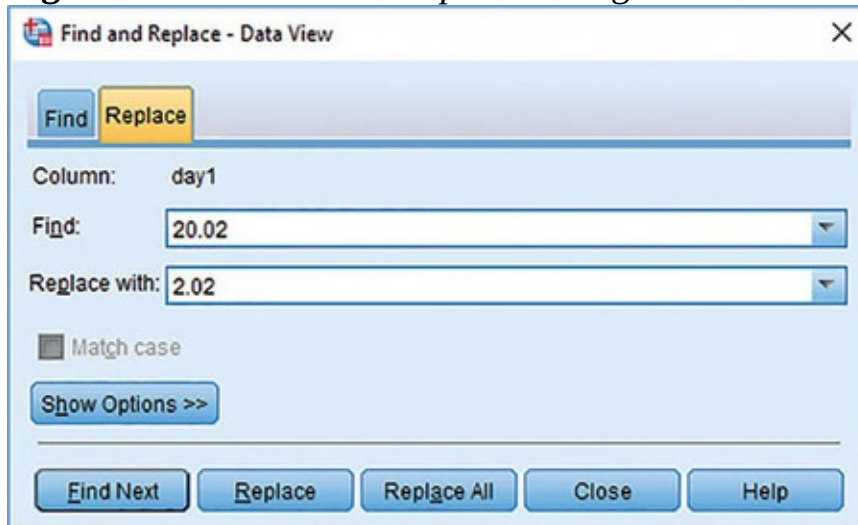 Find and Replace - Data View
Find Replace
Column: day1
Find: 20.02
Replace with: 2.02
Match case
Show Options >>
Find Next Replace Replace All Close Help